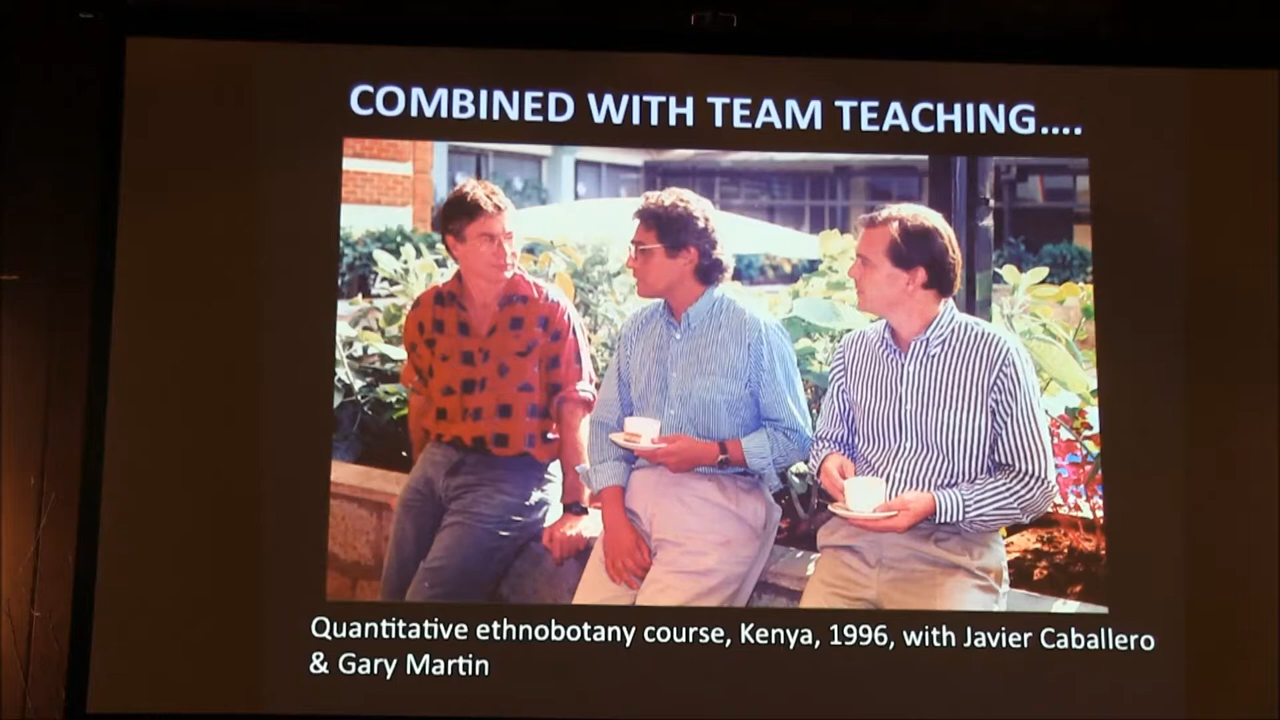 COMBINED WITH TEAM TEACHING....
Quantitative ethnobotany course, Kenya, 1996, with Javier Caballero
& Gary Martin